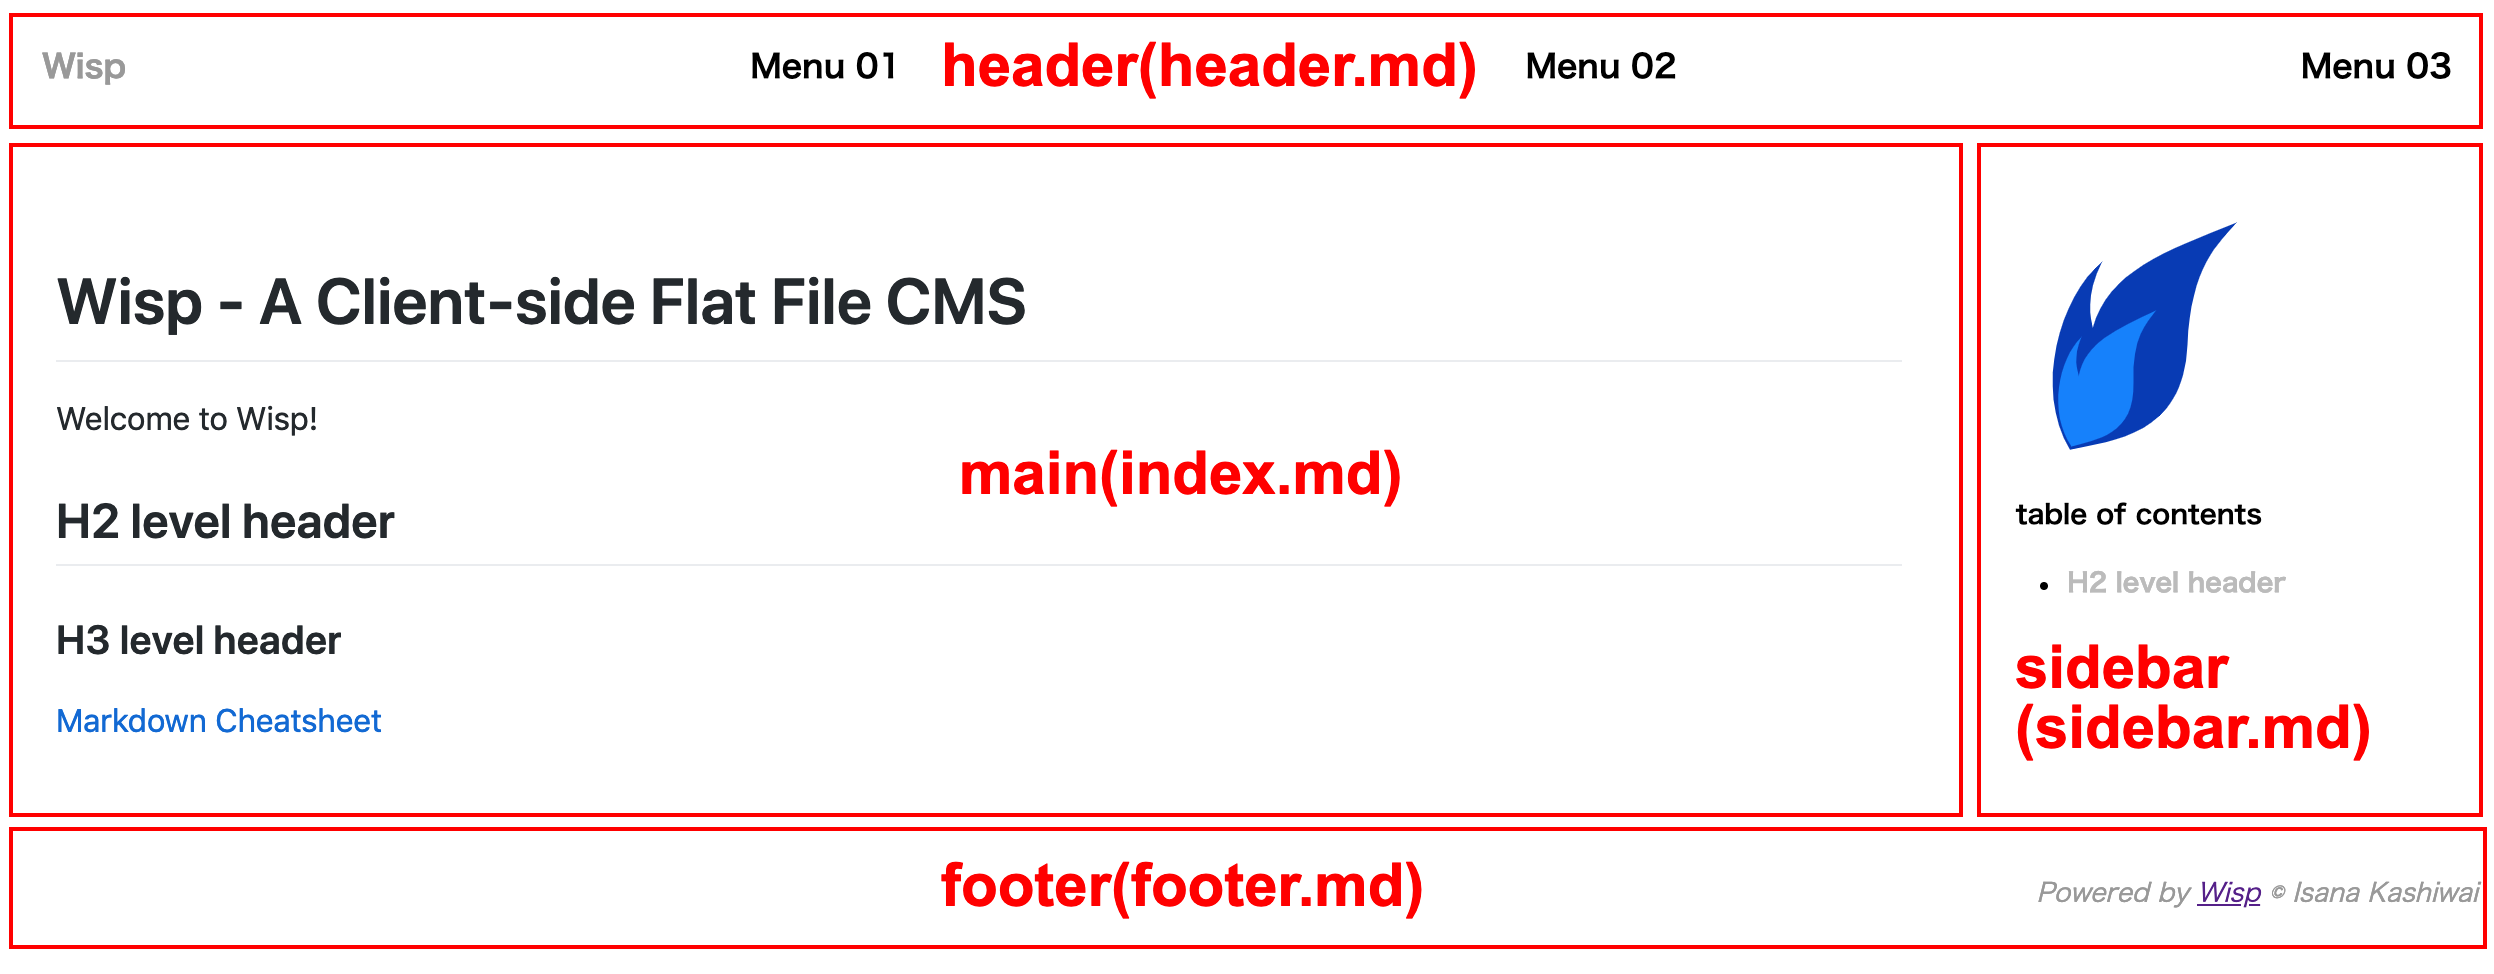 Wisp Menu 01 header(header.md) Menu 02 Menu 03
Wisp - A Client-side Flat File CMS
Welcome to Wisp!
main(index.md)
H2 level header
H3 level header
Markdown Cheatsheet
table of contents
H2 level header
sidebar
(sidebar.md)
footer(footer.md)
Powered by Wisp © Isana Kashiwai